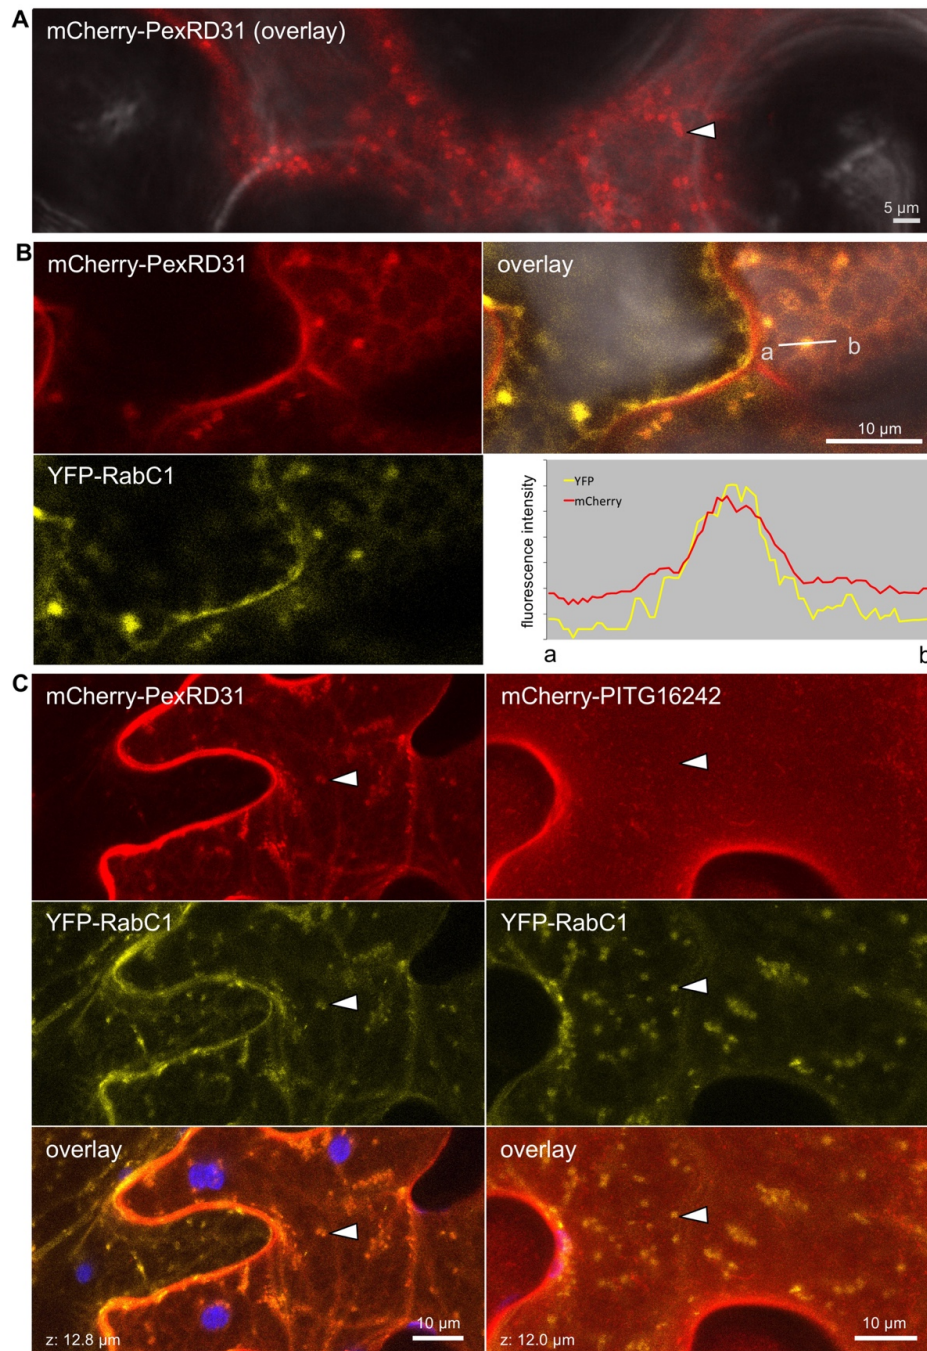 A
mCherry-PexRD31 (overlay)
5 µm
B
mCherry-PexRD31
overlay
a
b
10 µm
YFP-RabC1
YFP
mCherry
fluorescence intensity
a
b
C
mCherry-PexRD31
mCherry-PITG16242
YFP-RabC1
YFP-RabC1
overlay
overlay
z: 12.8 µm
10 µm
z: 12.0 µm
10 µm